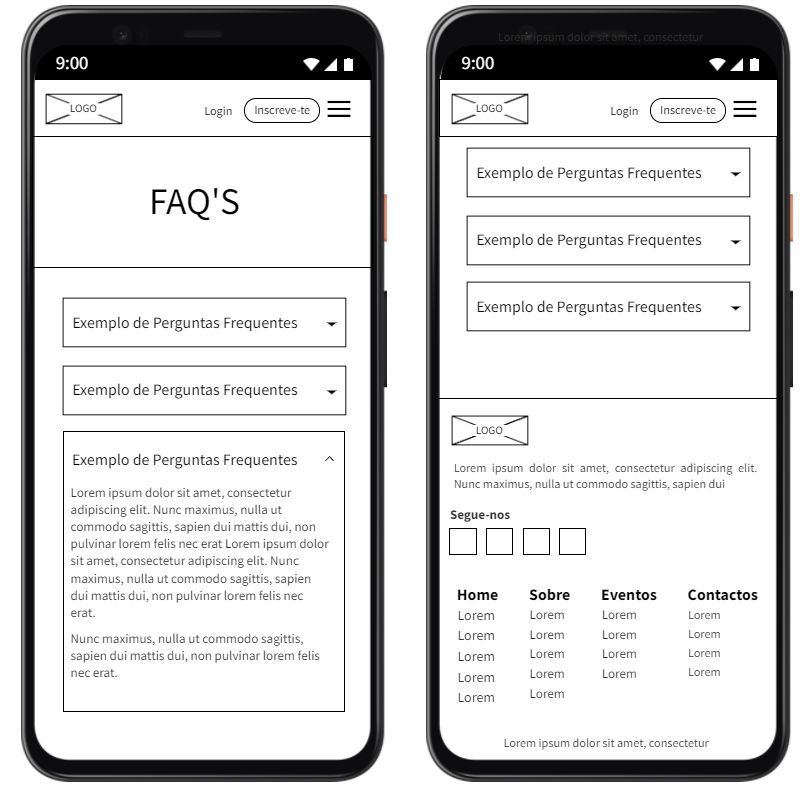 9:00
LOGO
Login
Inscreve-te
FAQ'S
Exemplo de Perguntas Frequentes
Exemplo de Perguntas Frequentes
Exemplo de Perguntas Frequentes
Lorem ipsum dolor sit amet, consectetur
adipiscing elit. Nunc maximus, nulla ut
commodo sagittis, sapien dui mattis dui, non
pulvinar lorem felis nec erat Lorem ipsum dolor
sit amet, consectetur adipiscing elit. Nunc
maximus, nulla ut commodo sagittis, sapien
dui mattis dui, non pulvinar lorem felis nec
erat.
Nunc maximus, nulla ut commodo sagittis,
sapien dui mattis dui, non pulvinar lorem felis
nec erat.
Lorem ipsum dolor sit amet, consectetur
9:00
LOGO
Login
Inscreve-te
Exemplo de Perguntas Frequentes
Exemplo de Perguntas Frequentes
Exemplo de Perguntas Frequentes
LOGO
Lorem ipsum dolor sit amet, consectetur adipiscing elit.
Nunc maximus, nulla ut commodo sagittis, sapien dui
Segue-nos
Home Sobre Eventos Contactos
Lorem Lorem Lorem Lorem
Lorem Lorem Lorem Lorem
Lorem Lorem Lorem Lorem
Lorem Lorem Lorem Lorem
Lorem Lorem
Lorem ipsum dolor sit amet, consectetur